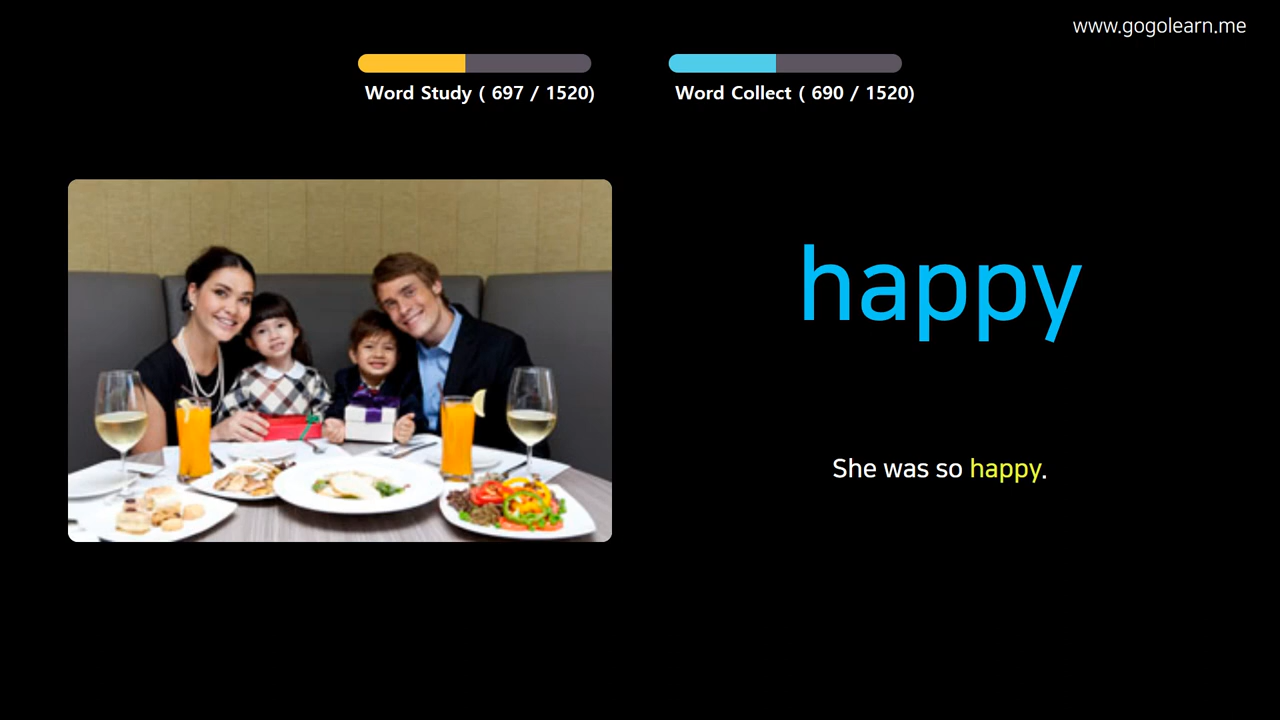 www.gogolearn.me
Word Study ( 697 / 1520)
Word Collect ( 690 / 1520)
happy
She was so happy.